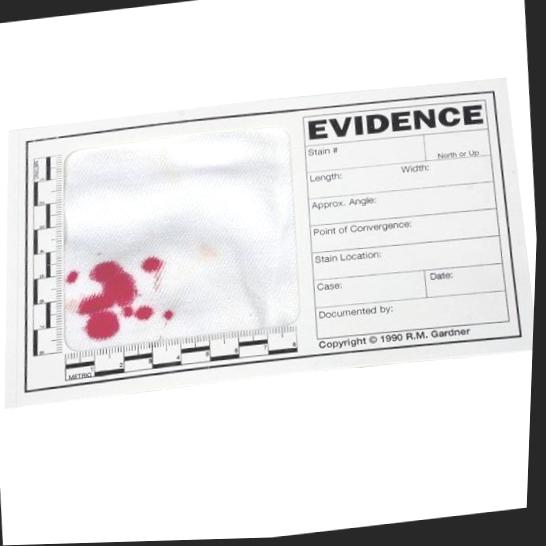 EVIDENCE
Stain #
North or Up
Length: Width:
Approx. Angle:
Point of Convergence:
Stain Location:
Case: Date:
Documented by:
Copyright © 1990 R.M. Gardner
METRIC 1 2 3 4 5 6 7 8